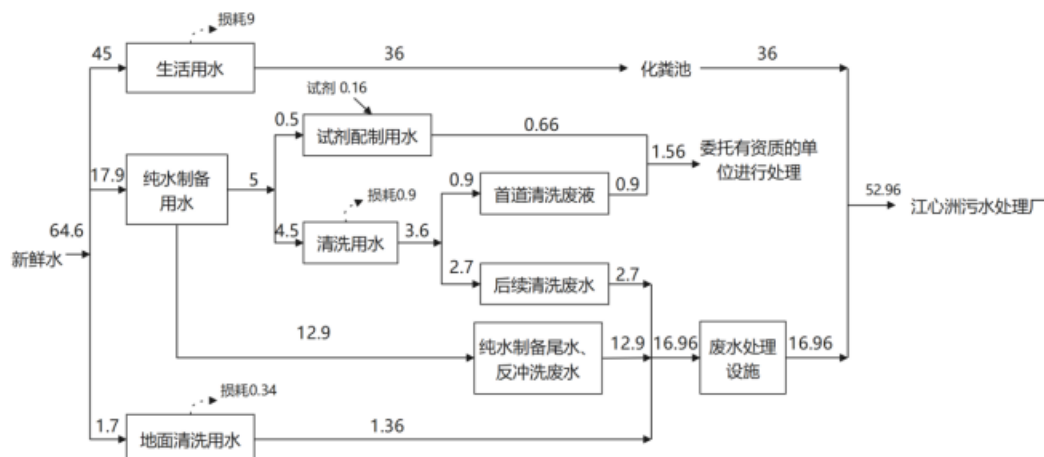 损耗9
45
生活用水
36
化粪池
36
试剂 0.16
0.5
试剂配制用水
0.66
17.9
纯水制备
用水
5
1.56
委托有资质的单
位进行处理
0.9
首道清洗废液
0.9
损耗0.9
4.5
清洗用水
3.6
52.96
江心洲污水处理厂
64.6
新鲜水
2.7
后续清洗废水
2.7
12.9
纯水制备尾水、
反冲洗废水
12.9
16.96
废水处理
设施
16.96
损耗0.34
1.7
地面清洗用水
1.36